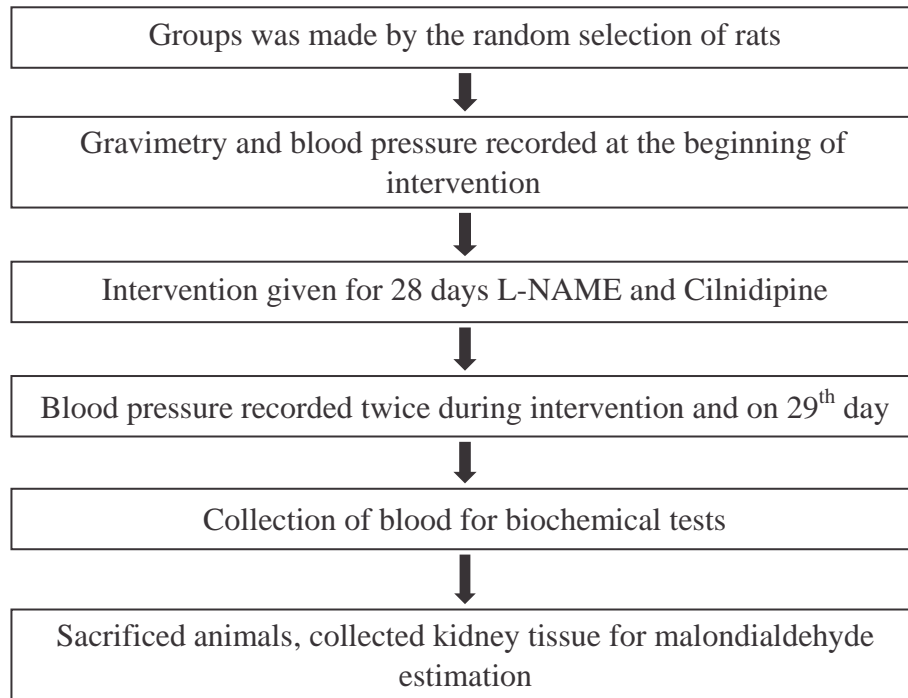 Groups was made by the random selection of rats
Gravimetry and blood pressure recorded at the beginning of
intervention
Intervention given for 28 days L-NAME and Cilnidipine
Blood pressure recorded twice during intervention and on 29th day
Collection of blood for biochemical tests
Sacrificed animals, collected kidney tissue for malondialdehyde
estimation